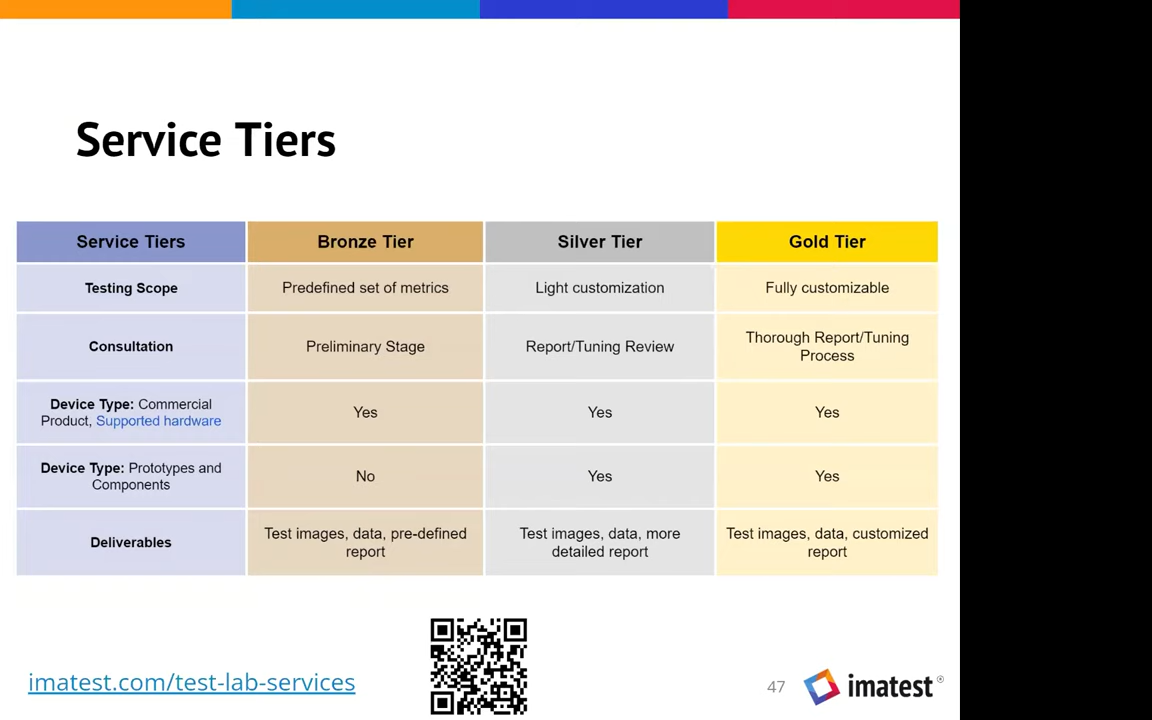 Service Tiers
Service Tiers
Bronze Tier
Silver Tier
Gold Tier
Testing Scope
Predefined set of metrics
Light customization
Fully customizable
Consultation
Preliminary Stage
Report/Tuning Review
Thorough Report/Tuning
Process
Device Type: Commercial
Product, Supported hardware
Yes
Yes
Yes
Device Type: Prototypes and
Components
No
Yes
Yes
Deliverables
Test images, data, pre-defined
report
Test images, data, more
detailed report
Test images, data, customized
report
imatest.com/test-lab-services
47
imatest®